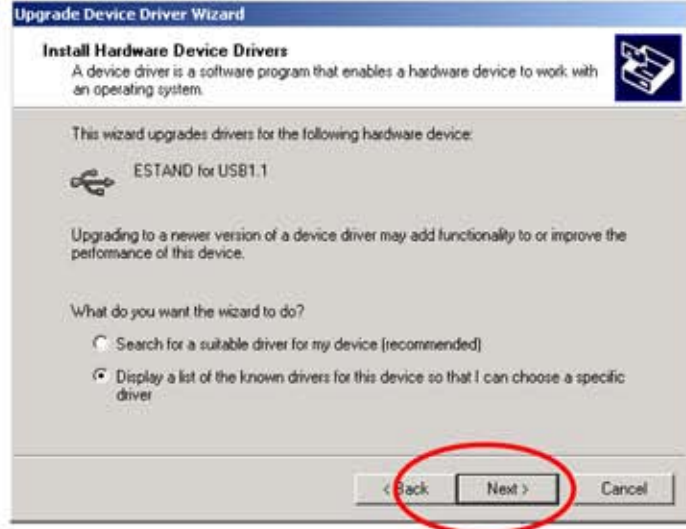 Upgrade Device Driver Wizard
Install Hardware Device Drivers
A device driver is a software program that enables a hardware device to work with
an operating system.
This wizard upgrades drivers for the following hardware device:
ESTAND for USB1.1
Upgrading to a newer version of a device driver may add functionality to or improve the
performance of this device.
What do you want the wizard to do?
Search for a suitable driver for my device (recommended)
Display a list of the known drivers for this device so that I can choose a specific
driver
< Back Next > Cancel